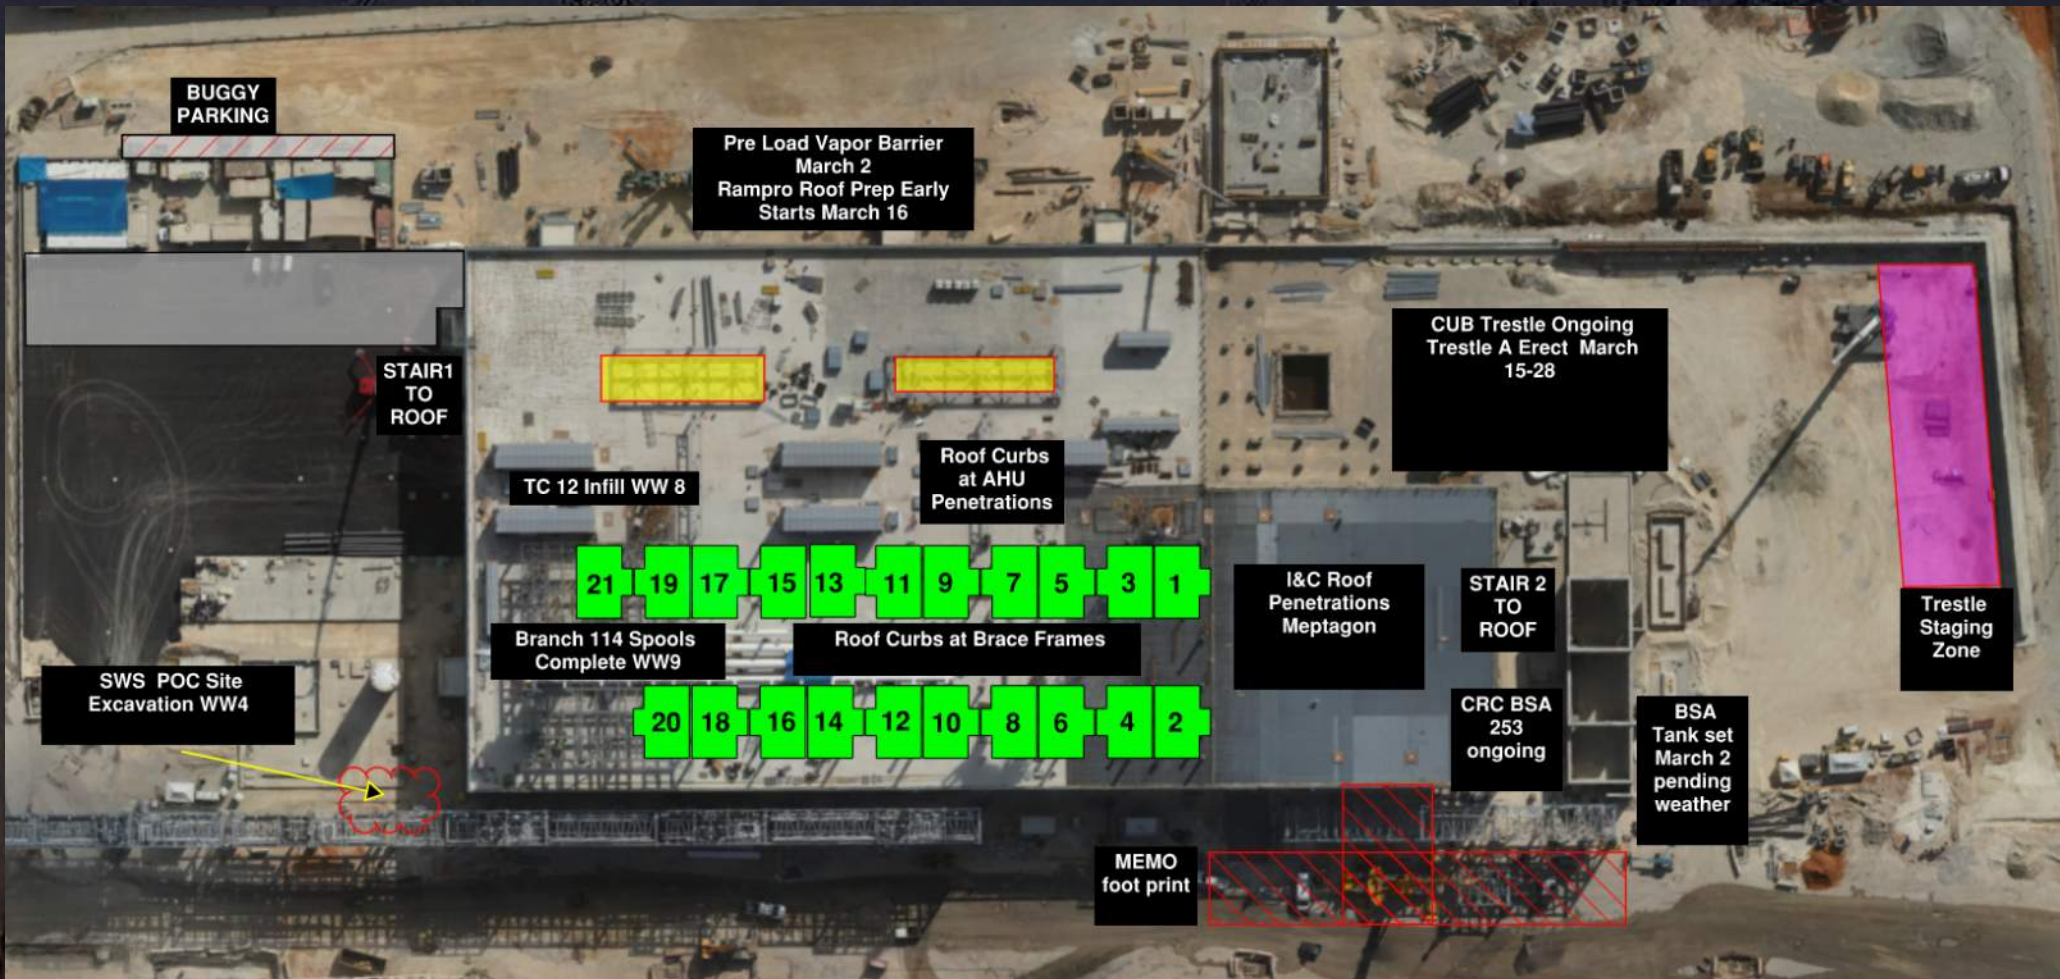 BUGGY
PARKING
Pre Load Vapor Barrier
March 2
Rampro Roof Prep Early
Starts March 16
STAIR1
TO
ROOF
CUB Trestle Ongoing
Trestle A Erect March
15-28
TC 12 Infill WW 8
Roof Curbs
at AHU
Penetrations
21 19 17 15 13 11 9 7 5 3 1
I&C Roof
Penetrations
Meptagon
STAIR 2
TO
ROOF
Trestle
Staging
Zone
Branch 114 Spools
Complete WW9
Roof Curbs at Brace Frames
SWS POC Site
Excavation WW4
20 18 16 14 12 10 8 6 4 2
CRC BSA
253
ongoing
BSA
Tank set
March 2
pending
weather
MEMO
foot print